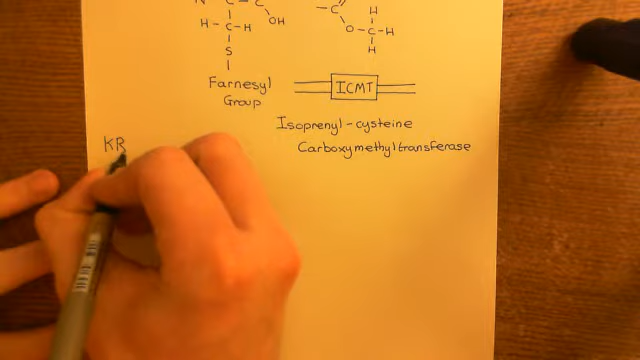 N - C - C
OH
H - C - H
S
- C
H
O - C - H
H
Farnesyl
Group
ICMT
Isoprenyl-cysteine
Carboxymethyltransferase
KR